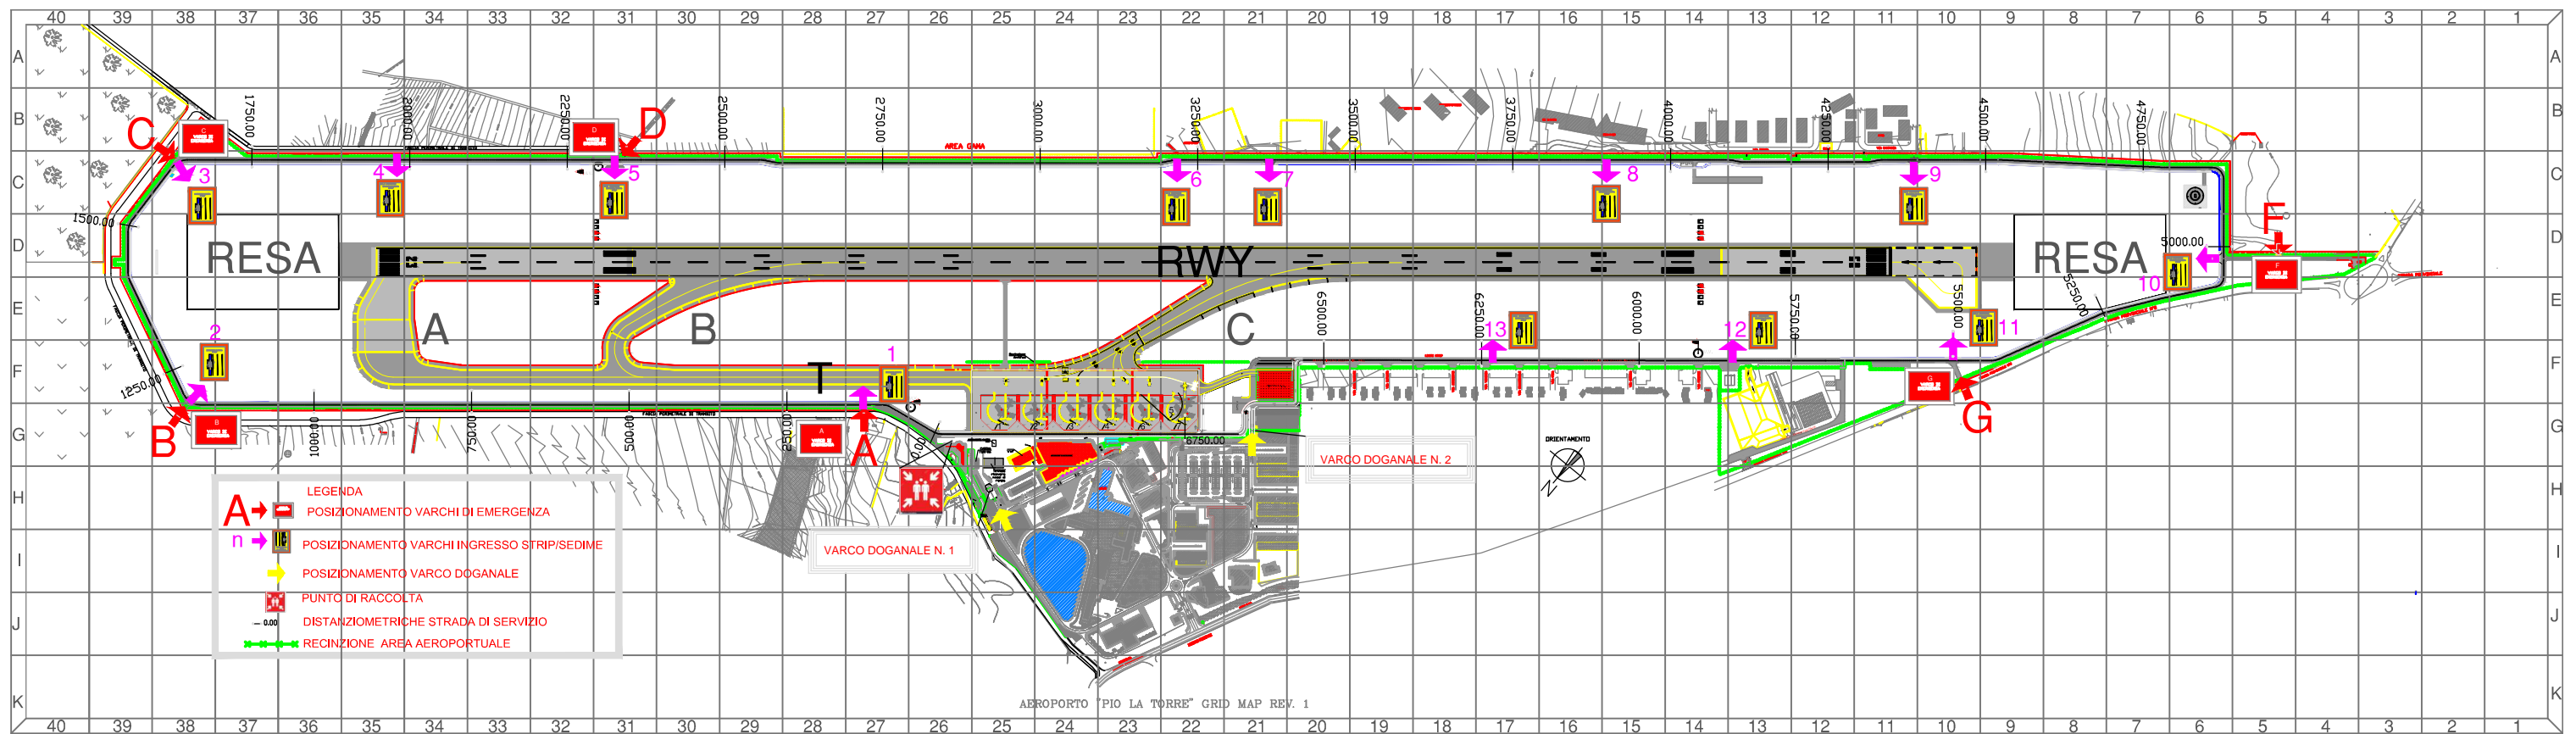 40 39 38 37 36 35 34 33 32 31 30 29 28 27 26 25 24 23 22 21 20 19 18 17 16 15 14 13 12 11 10 9 8 7 6 5 4 3 2 1
A A
B B
C D
C D
1750.00 2000.00 2250.00 2500.00 2750.00 3000.00 3250.00 3500.00 3750.00 4000.00 4250.00 4500.00 4750.00
AREA GAMA
C C
3 4 5 6 7 8 9
1500.00
F
D D
RESA RWY RESA
5000.00
F
10
E E
A B C
5250.00
6500.00 6250.00 6000.00 5750.00 5500.00
13 12 11
2 1
F F
T
1250.00
G
G
B
B
A
A
G G
1000.00 750.00 500.00 250.00 0.00
FASCIA PERIMETRALE DI TRANSITO
5
6750.00
ORIENTAMENTO
N
VARCO DOGANALE N. 2
H H
LEGENDA
A POSIZIONAMENTO VARCHI DI EMERGENZA
n POSIZIONAMENTO VARCHI INGRESSO STRIP/SEDIME
VARCO DOGANALE N. 1
I I
POSIZIONAMENTO VARCO DOGANALE
PUNTO DI RACCOLTA
J J
0.00 DISTANZIOMETRICHE STRADA DI SERVIZIO
RECINZIONE AREA AEROPORTUALE
K K
AEROPORTO "PIO LA TORRE" GRID MAP REV. 1
40 39 38 37 36 35 34 33 32 31 30 29 28 27 26 25 24 23 22 21 20 19 18 17 16 15 14 13 12 11 10 9 8 7 6 5 4 3 2 1